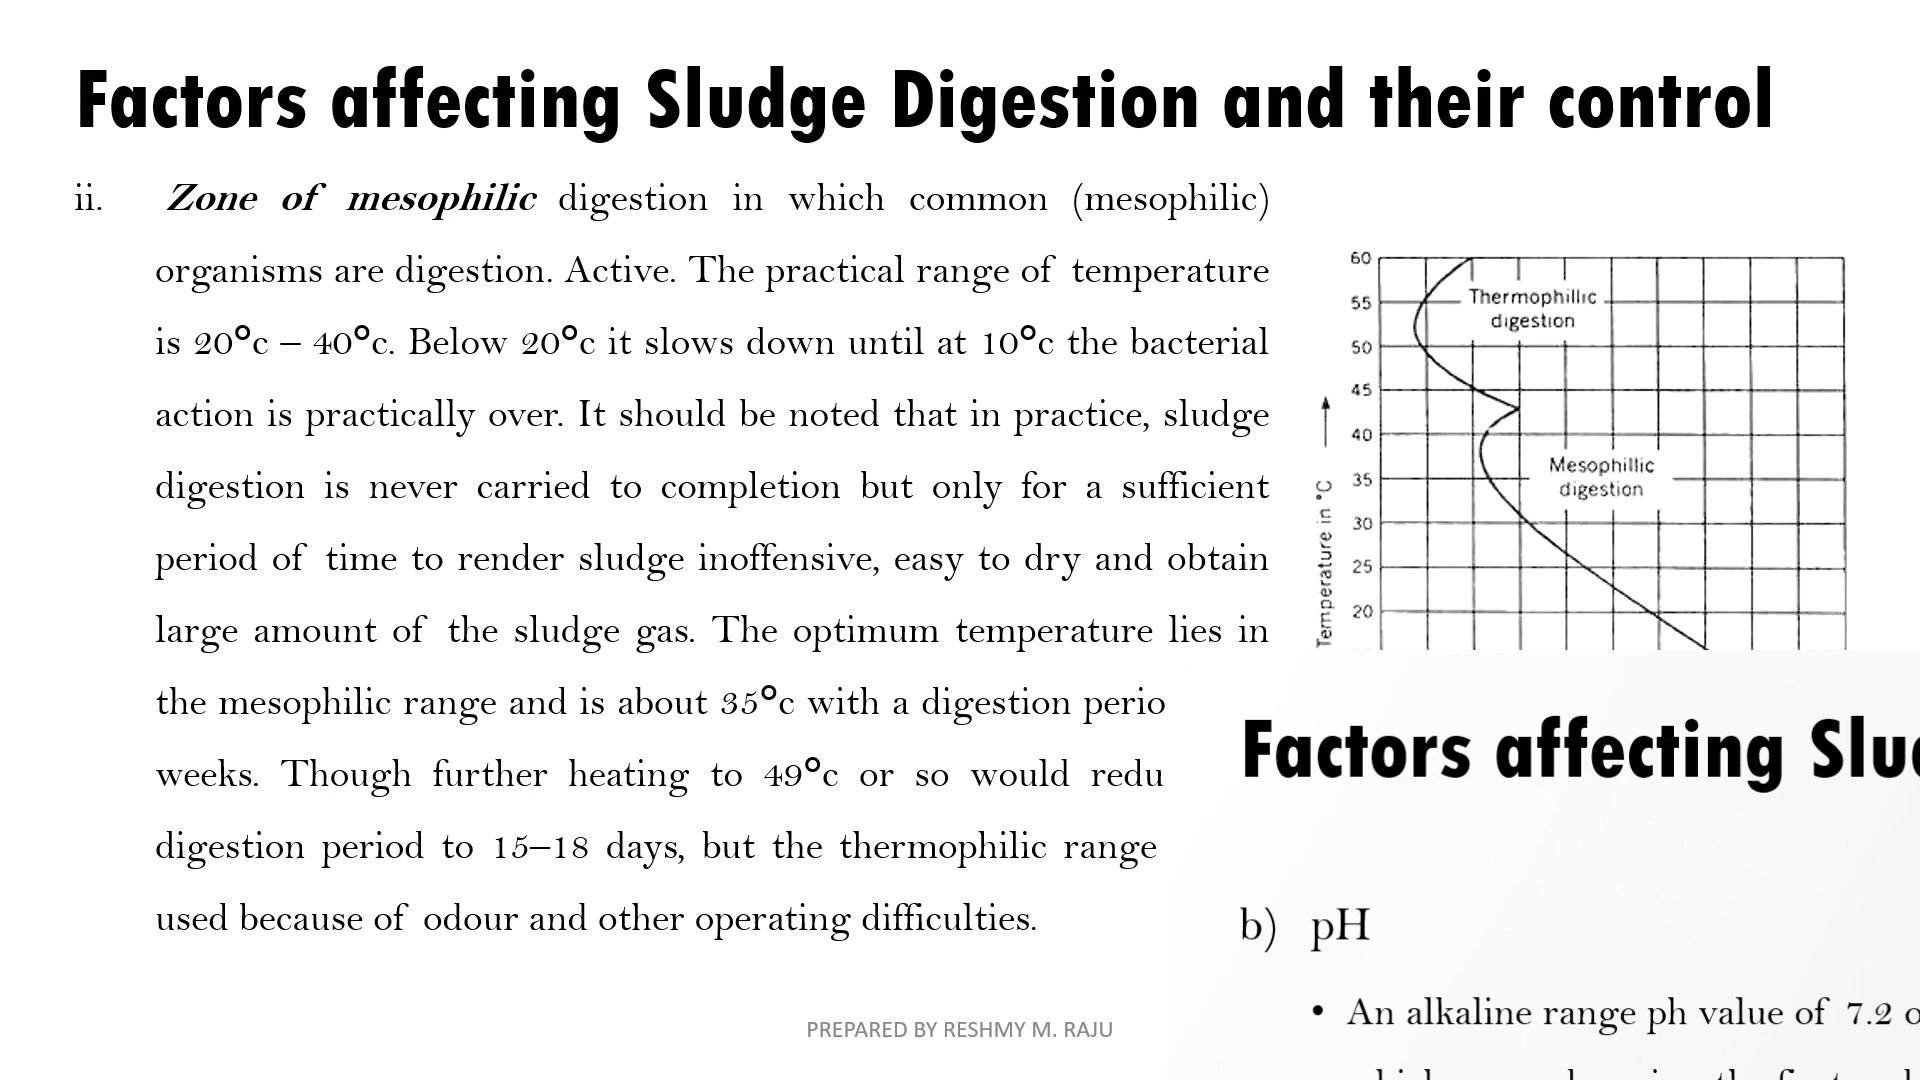 Factors affecting Sludge Digestion and their control
ii. Zone of mesophilic digestion in which common (mesophilic)
organisms are digestion. Active. The practical range of temperature
is 20°c – 40°c. Below 20°c it slows down until at 10°c the bacterial
action is practically over. It should be noted that in practice, sludge
digestion is never carried to completion but only for a sufficient
period of time to render sludge inoffensive, easy to dry and obtain
large amount of the sludge gas. The optimum temperature lies in
the mesophilic range and is about 35°c with a digestion perio
weeks. Though further heating to 49°c or so would redu
digestion period to 15–18 days, but the thermophilic range
used because of odour and other operating difficulties.
60
55
50
45
40
35
30
25
20
Temperature in °C
Thermophillic
digestion
Mesophillic
digestion
Factors affecting
b) pH
• An alkaline range ph value of 7.2
PREPARED BY RESHMY M. RAJU